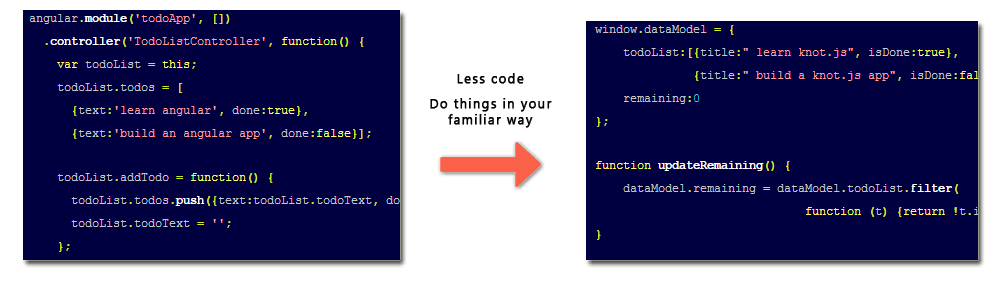 angular.module('todoApp', [])
.controller('TodoListController', function() {
var todoList = this;
todoList.todos = [
{text:'learn angular', done:true},
{text:'build an angular app', done:false}];
todoList.addTodo = function() {
todoList.todos.push({text:todoList.todoText, do
todoList.todoText = '';
};
Less code
Do things in your
familiar way
window.dataModel = {
todoList:[{title:" learn knot.js", isDone:true},
{title:" build a knot.js app", isDone:fal
remaining:0
};
function updateRemaining() {
dataModel.remaining = dataModel.todoList.filter(
function (t) {return !t.i
}